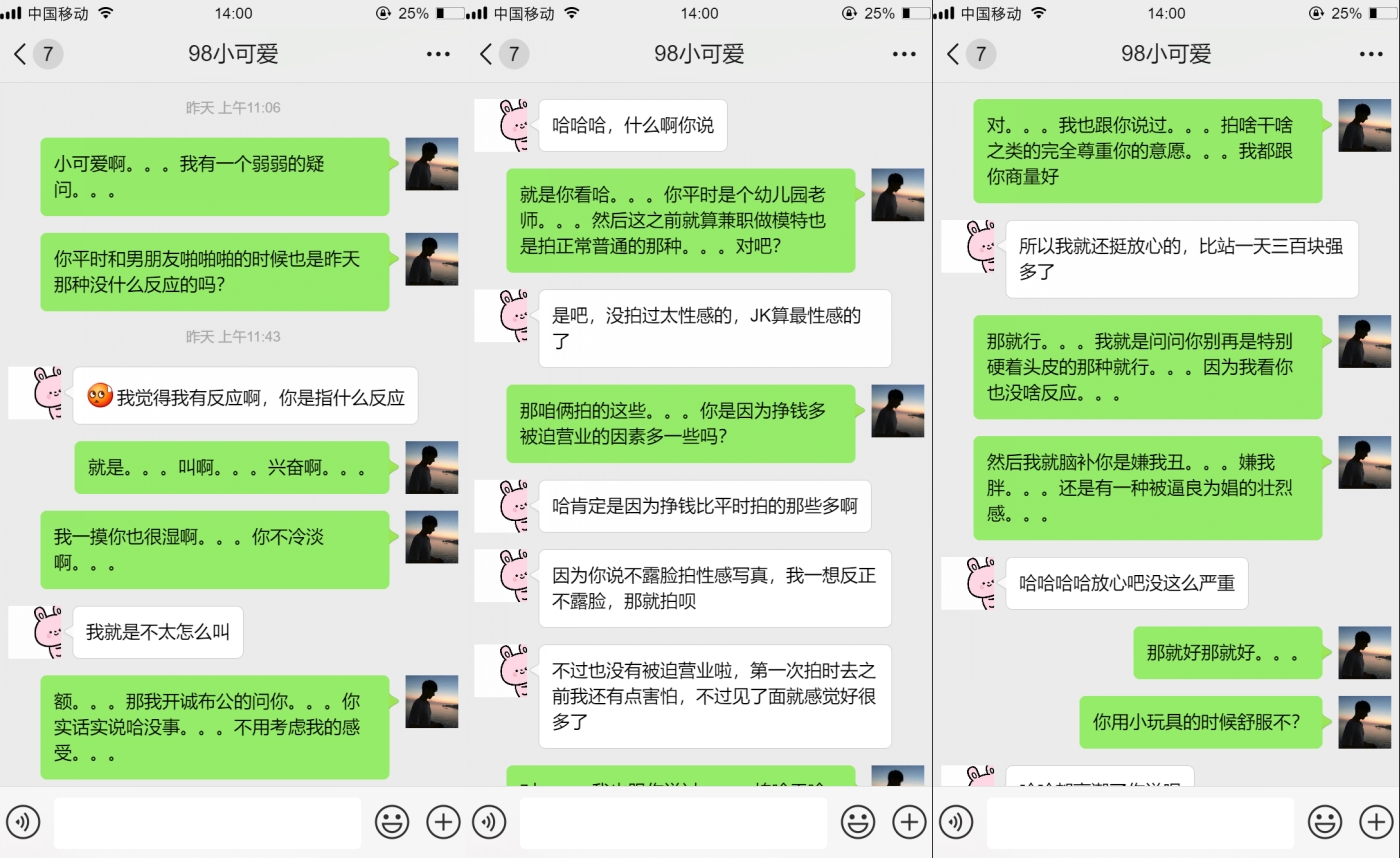 中国移动
14:00
25%
7
98小可爱
昨天 上午11:06
小可爱啊。。。我有一个弱弱的疑
问。。。
你平时和男朋友啪啪啪的时候也是昨天
那种没什么反应的吗?
昨天 上午11:43
我觉得我有反应啊，你是指什么反应
就是。。。叫啊。。。兴奋啊。。。
我一摸你也很湿啊。。。你不冷淡
啊。。。
我就是不太怎么叫
额。。。那我开诚布公的问你。。。你
实话实说哈没事。。。不用考虑我的感
受。。。
中国移动
14:00
25%
7
98小可爱
哈哈哈，什么啊你说
就是你看哈。。。你平时是个幼儿园老
师。。。然后这之前就算兼职做模特也
是拍正常普通的那种。。。对吧?
是吧，没拍过太性感的，JK算最性感的
了
那咱俩拍的这些。。。你是因为挣钱多
被迫营业的因素多一些吗?
哈肯定是因为挣钱比平时拍的那些多啊
因为你说不露脸拍性感写真，我一想反正
不露脸，那就拍呗
不过也没有被迫营业啦，第一次拍时去之
前我还有点害怕，不过见了面就感觉好很
多了
中国移动
14:00
25%
7
98小可爱
对。。。我也跟你说过。。。拍啥干啥
之类的完全尊重你的意愿。。。我都跟
你商量好
所以我就还挺放心的，比站一天三百块强
多了
那就行。。。我就是问问你别再是特别
硬着头皮的那种就行。。。因为我看你
也没啥反应。。。
然后我就脑补你是嫌我丑。。。嫌我
胖。。。还是有一种被逼良为娼的壮烈
感。。。
哈哈哈哈放心吧没这么严重
那就好那就好。。。
你用小玩具的时候舒服不?